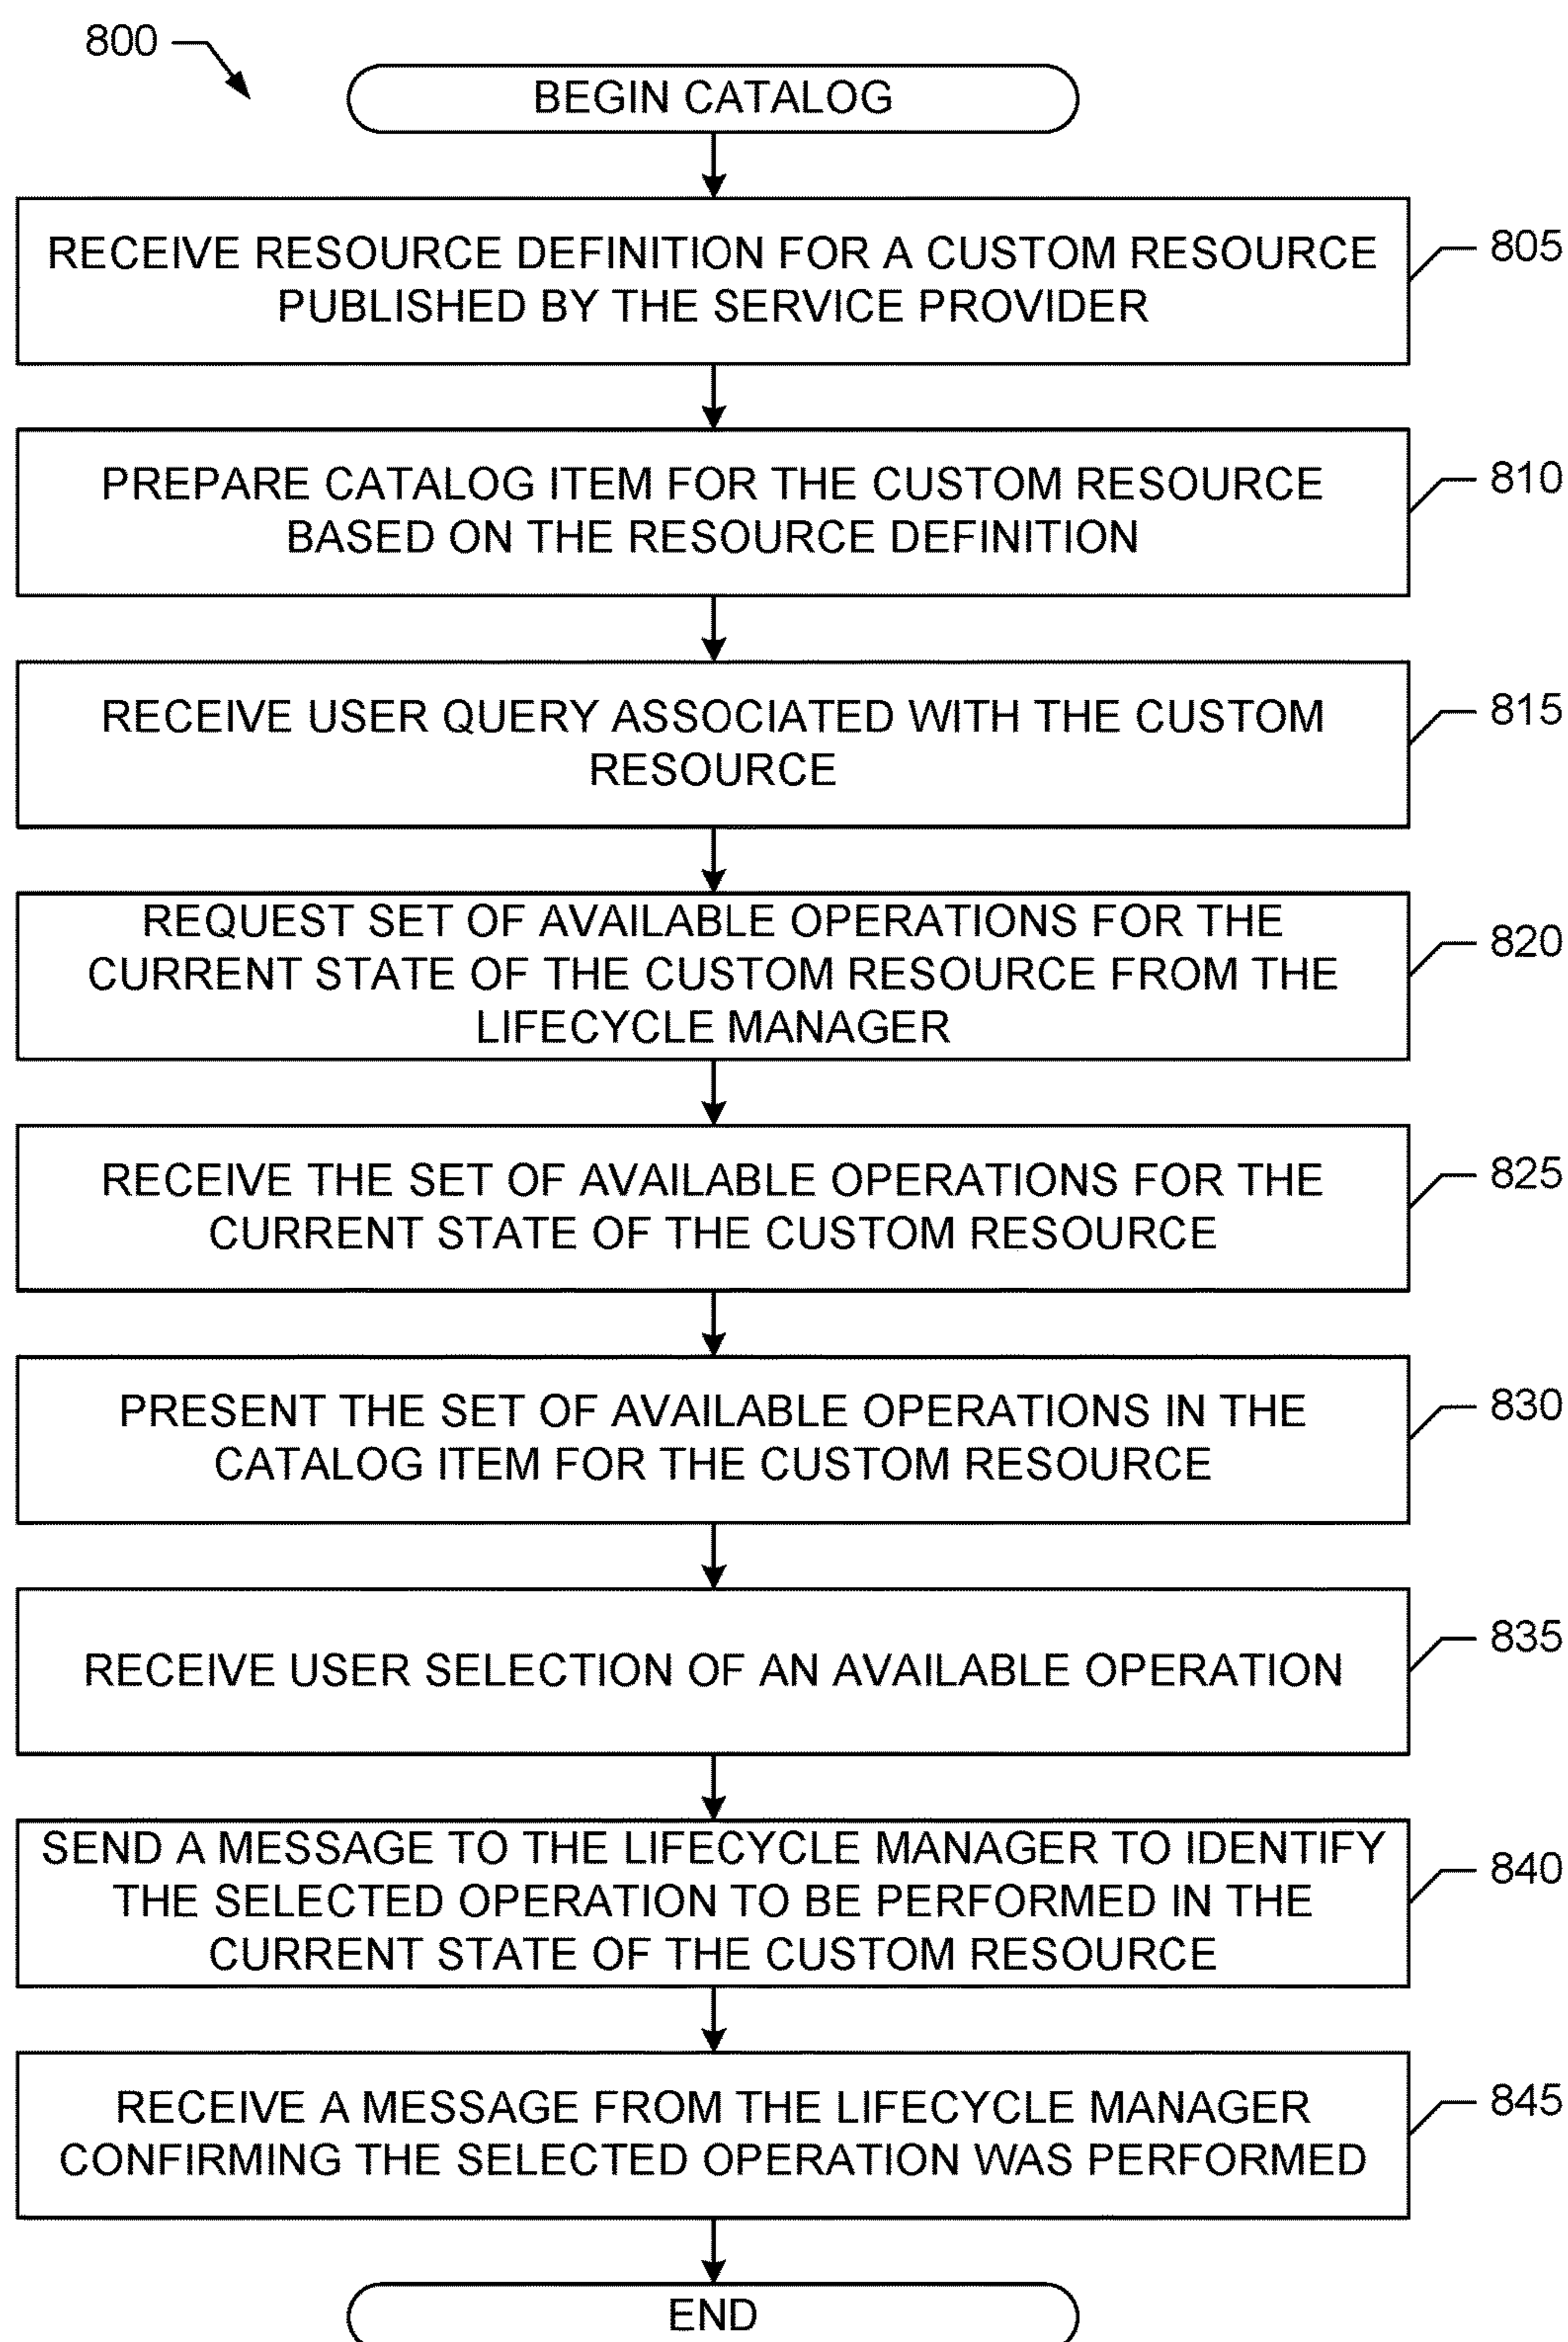 800
BEGIN CATALOG
RECEIVE RESOURCE DEFINITION FOR A CUSTOM RESOURCE
PUBLISHED BY THE SERVICE PROVIDER
805
PREPARE CATALOG ITEM FOR THE CUSTOM RESOURCE
BASED ON THE RESOURCE DEFINITION
810
RECEIVE USER QUERY ASSOCIATED WITH THE CUSTOM
RESOURCE
815
REQUEST SET OF AVAILABLE OPERATIONS FOR THE
CURRENT STATE OF THE CUSTOM RESOURCE FROM THE
LIFECYCLE MANAGER
820
RECEIVE THE SET OF AVAILABLE OPERATIONS FOR THE
CURRENT STATE OF THE CUSTOM RESOURCE
825
PRESENT THE SET OF AVAILABLE OPERATIONS IN THE
CATALOG ITEM FOR THE CUSTOM RESOURCE
830
RECEIVE USER SELECTION OF AN AVAILABLE OPERATION
835
SEND A MESSAGE TO THE LIFECYCLE MANAGER TO IDENTIFY
THE SELECTED OPERATION TO BE PERFORMED IN THE
CURRENT STATE OF THE CUSTOM RESOURCE
840
RECEIVE A MESSAGE FROM THE LIFECYCLE MANAGER
CONFIRMING THE SELECTED OPERATION WAS PERFORMED
845
END